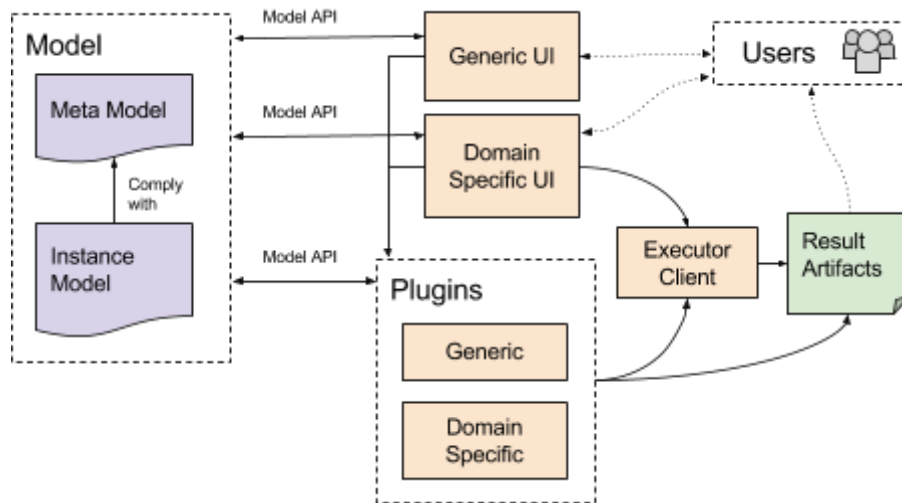 Model
Meta Model
Comply
with
Instance
Model
Model API
Model API
Model API
Generic UI
Domain
Specific UI
Users
Executor
Client
Result
Artifacts
Plugins
Generic
Domain
Specific